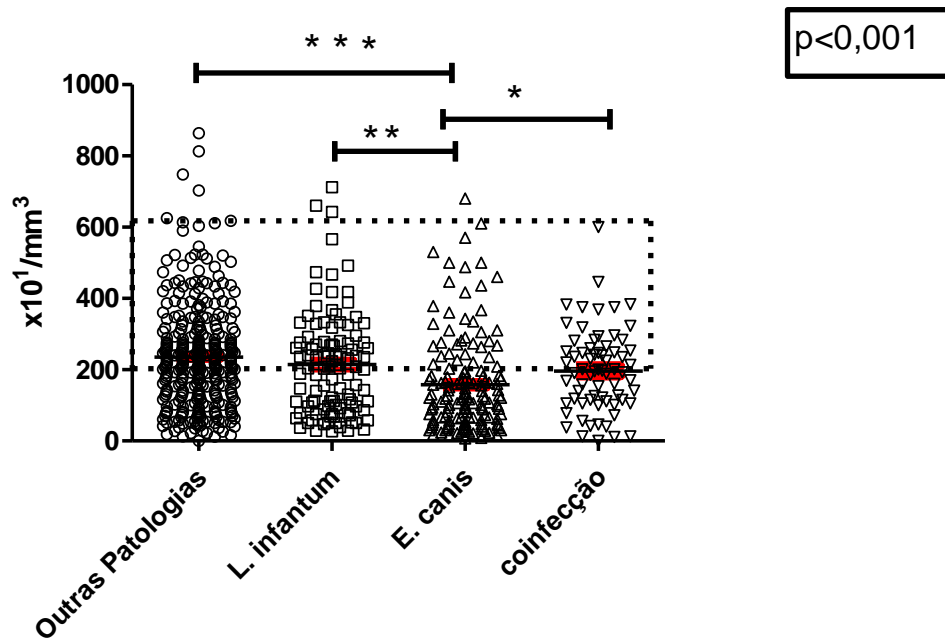 p<0,001
* * *
*
**
1000
800
600
400
200
0
x10¹/mm³
Outras Patologias
L. infantum
E. canis
coinfecção